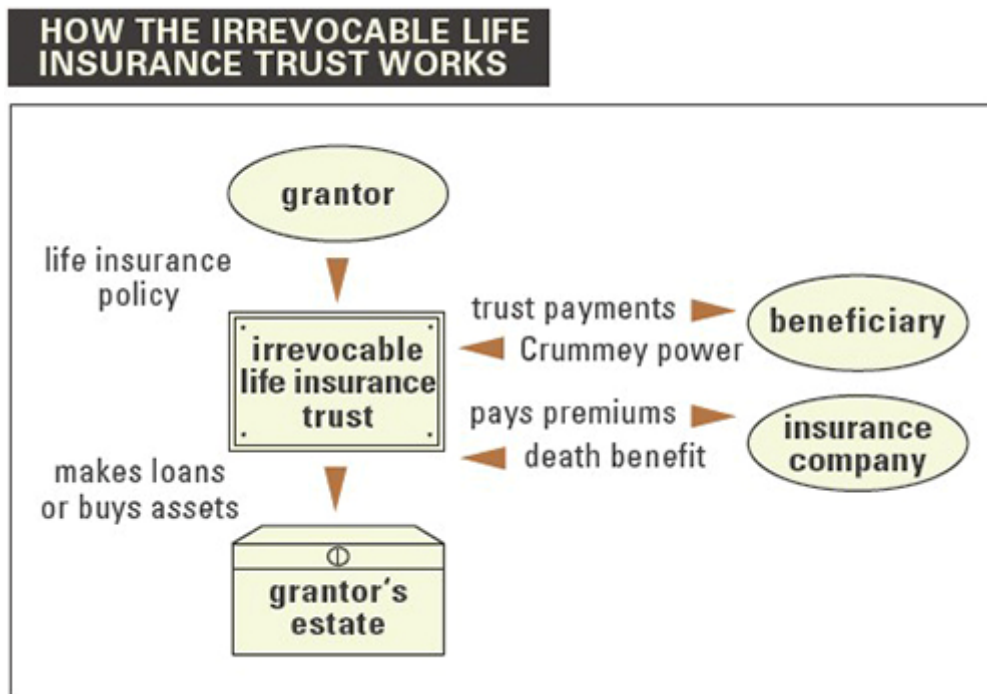 HOW THE IRREVOCABLE LIFE
INSURANCE TRUST WORKS
grantor
life insurance
policy
irrevocable
life insurance
trust
trust payments
Crummey power
beneficiary
pays premiums
death benefit
insurance
company
makes loans
or buys assets
grantor's
estate